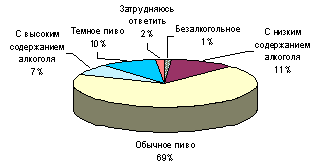 Затрудняюсь
ответить
2%
Безалкогольное
1%
С низким
содержанием
алкоголя
11%
Обычное пиво
69%
С высоким
содержанием
алкоголя
7%
Темное пиво
10%